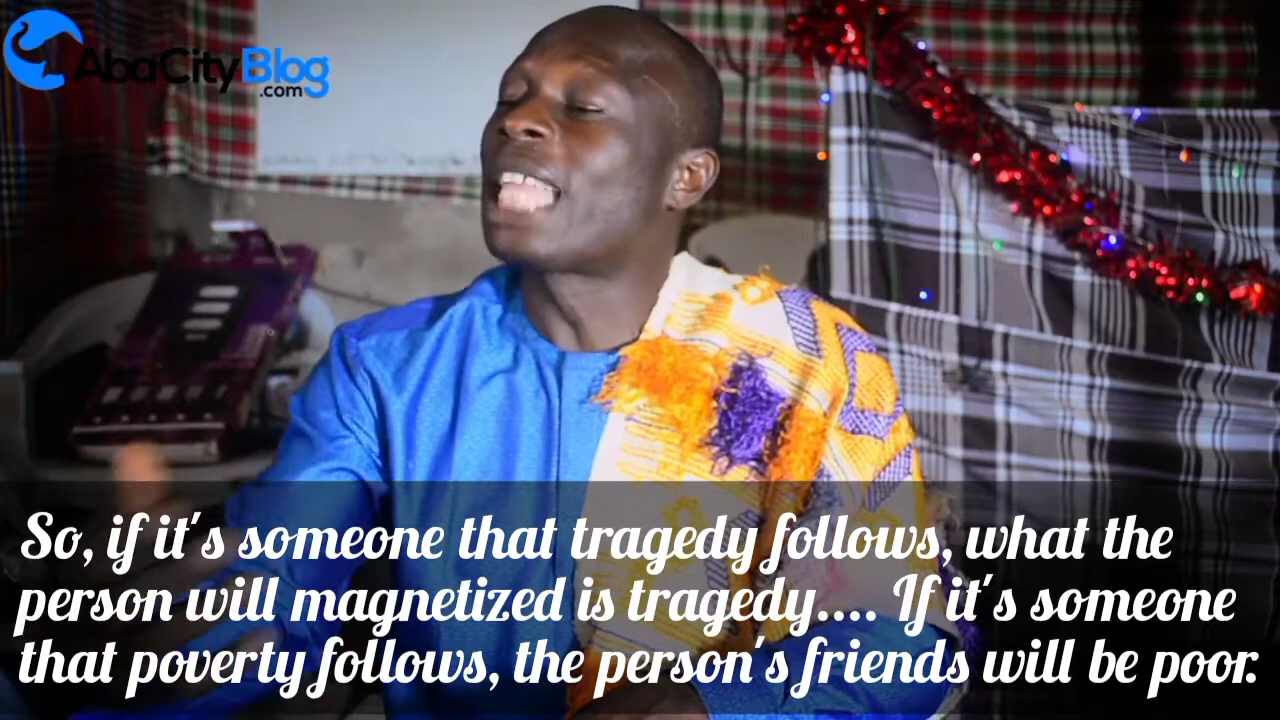 AbaCityBlog
.com
So, if it's someone that tragedy follows, what the
person will magnetized is tragedy.... If it's someone
that poverty follows, the person's friends will be poor.